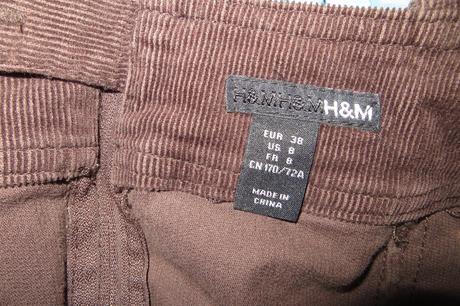 H&MH&MH&M
EUR 38
US 8
FR 8
CN 170/72A
MADE IN
CHINA